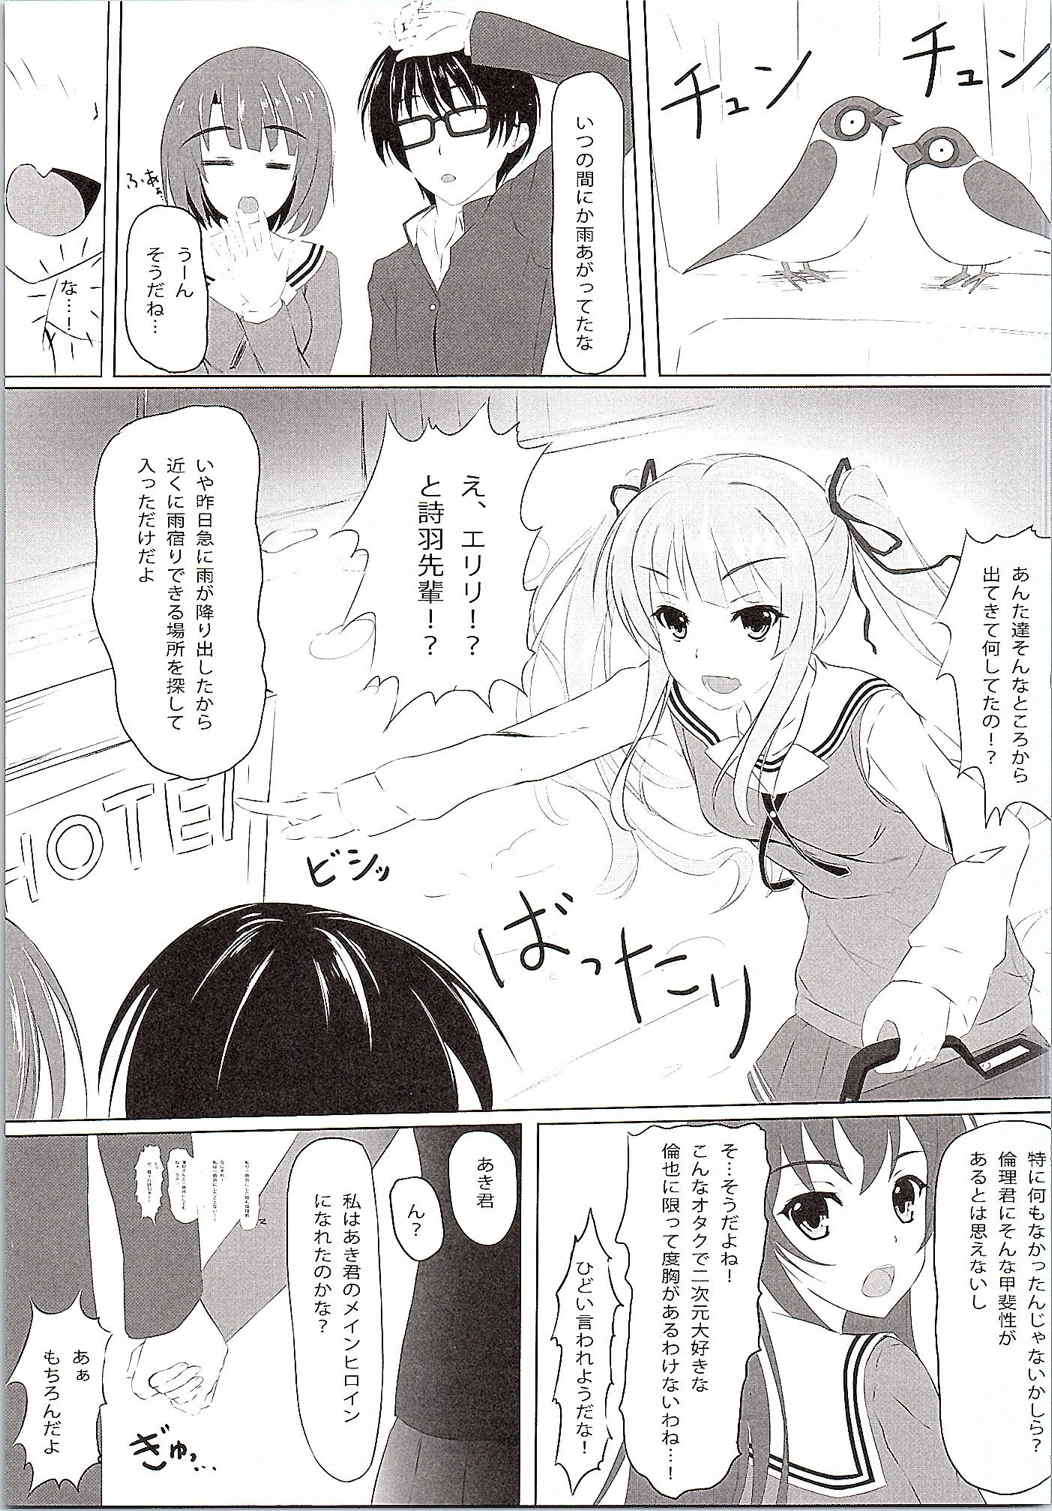 チュン
チュン
いつの間にか雨あがってたな
ふぁぁ
うーん
そうだね…
な…！
あんた達そんなところから
出てきて何してたの！？
え、エリリ！？
と詩羽先輩！？
いや昨日急に雨が降り出したから
近くに雨宿りできる場所を探して
入っただけだよ
HOTEL
ビシッ
ばったり
特に何もなかったんじゃないかしら？
倫理君にそんな甲斐性が
あるとは思えないし
そ…そうだよね！
こんなオタクで二次元大好きな
倫也に限って度胸があるわけないわね…！
ひどい言われようだな！
あき君
ん？
私はあき君のメインヒロイン
になれたのかな？
ぎゅっ…
あぁ
もちろんだよ